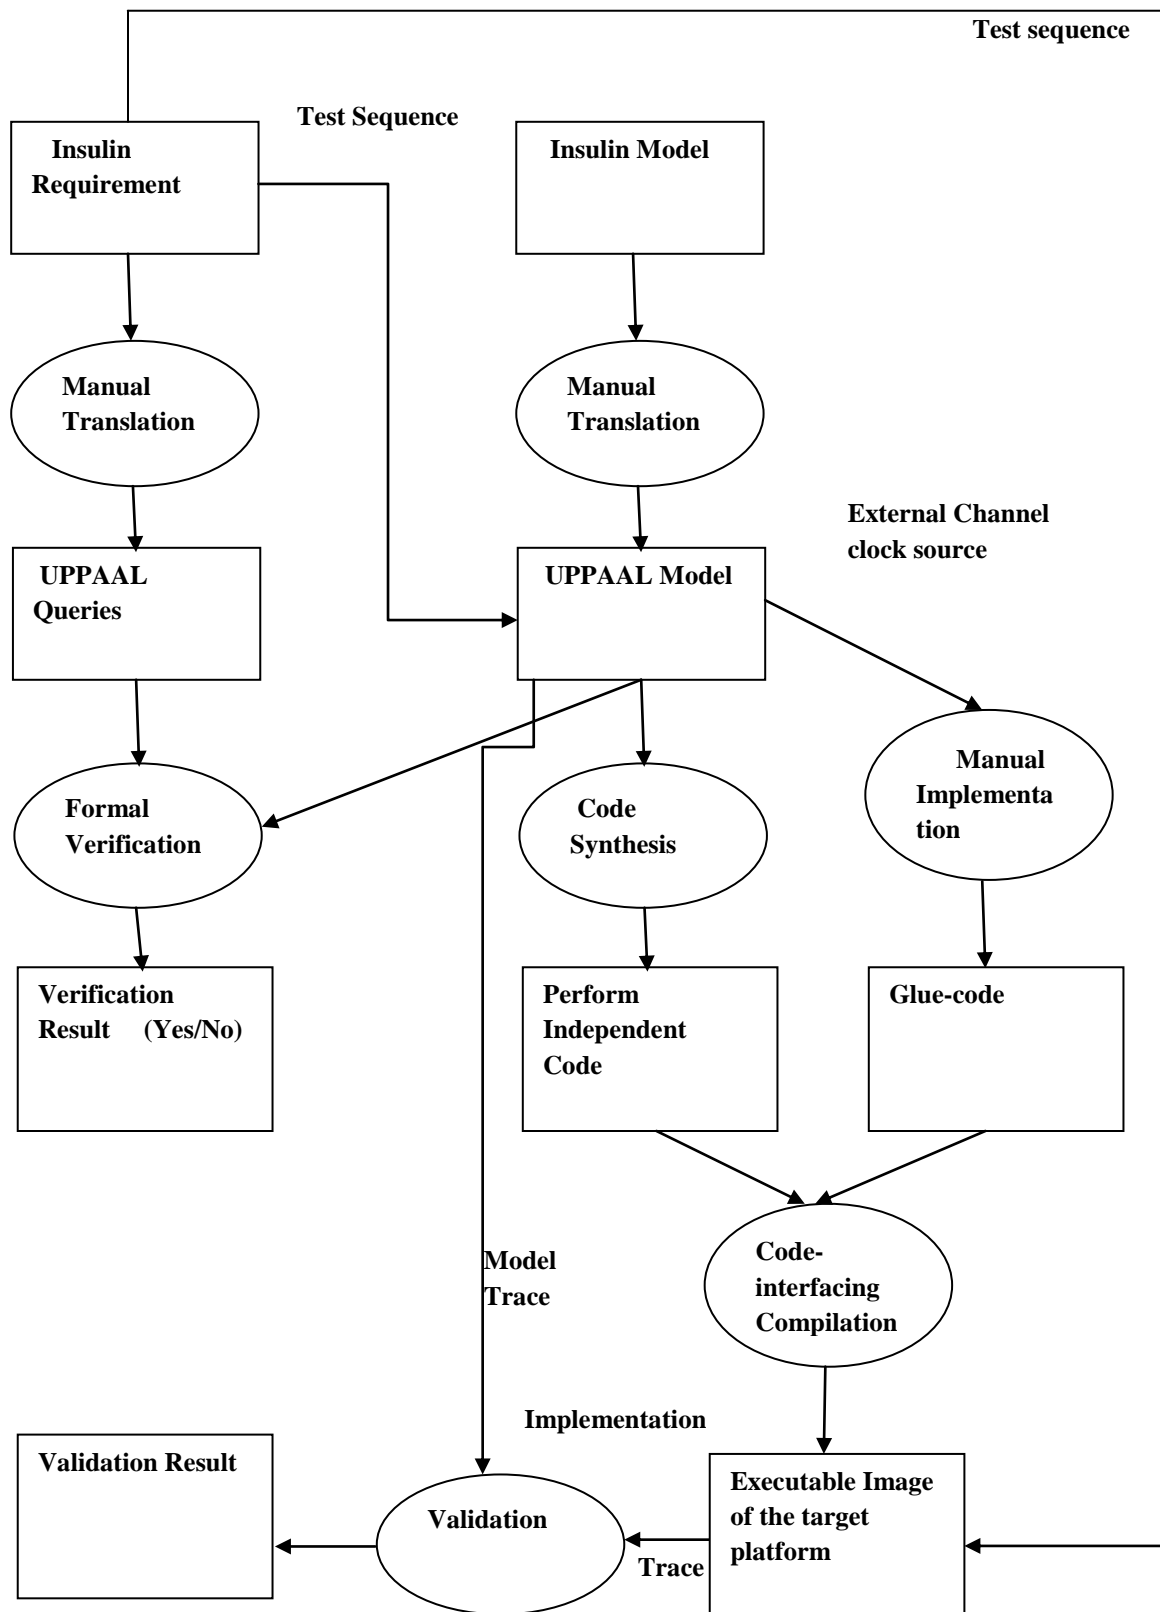 Test sequence
Test Sequence
Insulin
Requirement
Insulin Model
Manual
Translation
Manual
Translation
External Channel
clock source
UPPAAL
Queries
UPPAAL Model
Formal
Verification
Code
Synthesis
Manual
Implementa
tion
Verification
Result (Yes/No)
Perform
Independent
Code
Glue-code
Model
Trace
Code-
interfacing
Compilation
Implementation
Validation Result
Validation
Executable Image
of the target
platform
Trace